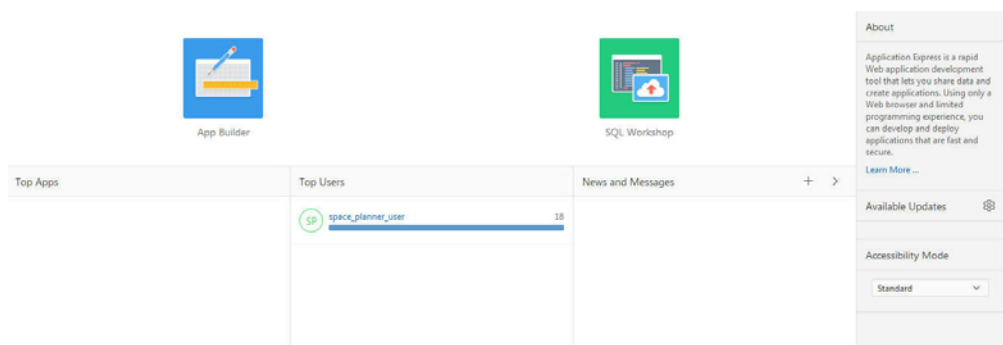 App Builder
SQL Workshop
Top Apps
Top Users
SP
space_planner_user
18
News and Messages
About
Application Express is a rapid
Web application development
tool that lets you share data and
create applications. Using only a
Web browser and limited
programming experience, you
can develop and deploy
applications that are fast and
secure.
Learn More ...
Available Updates
Accessibility Mode
Standard